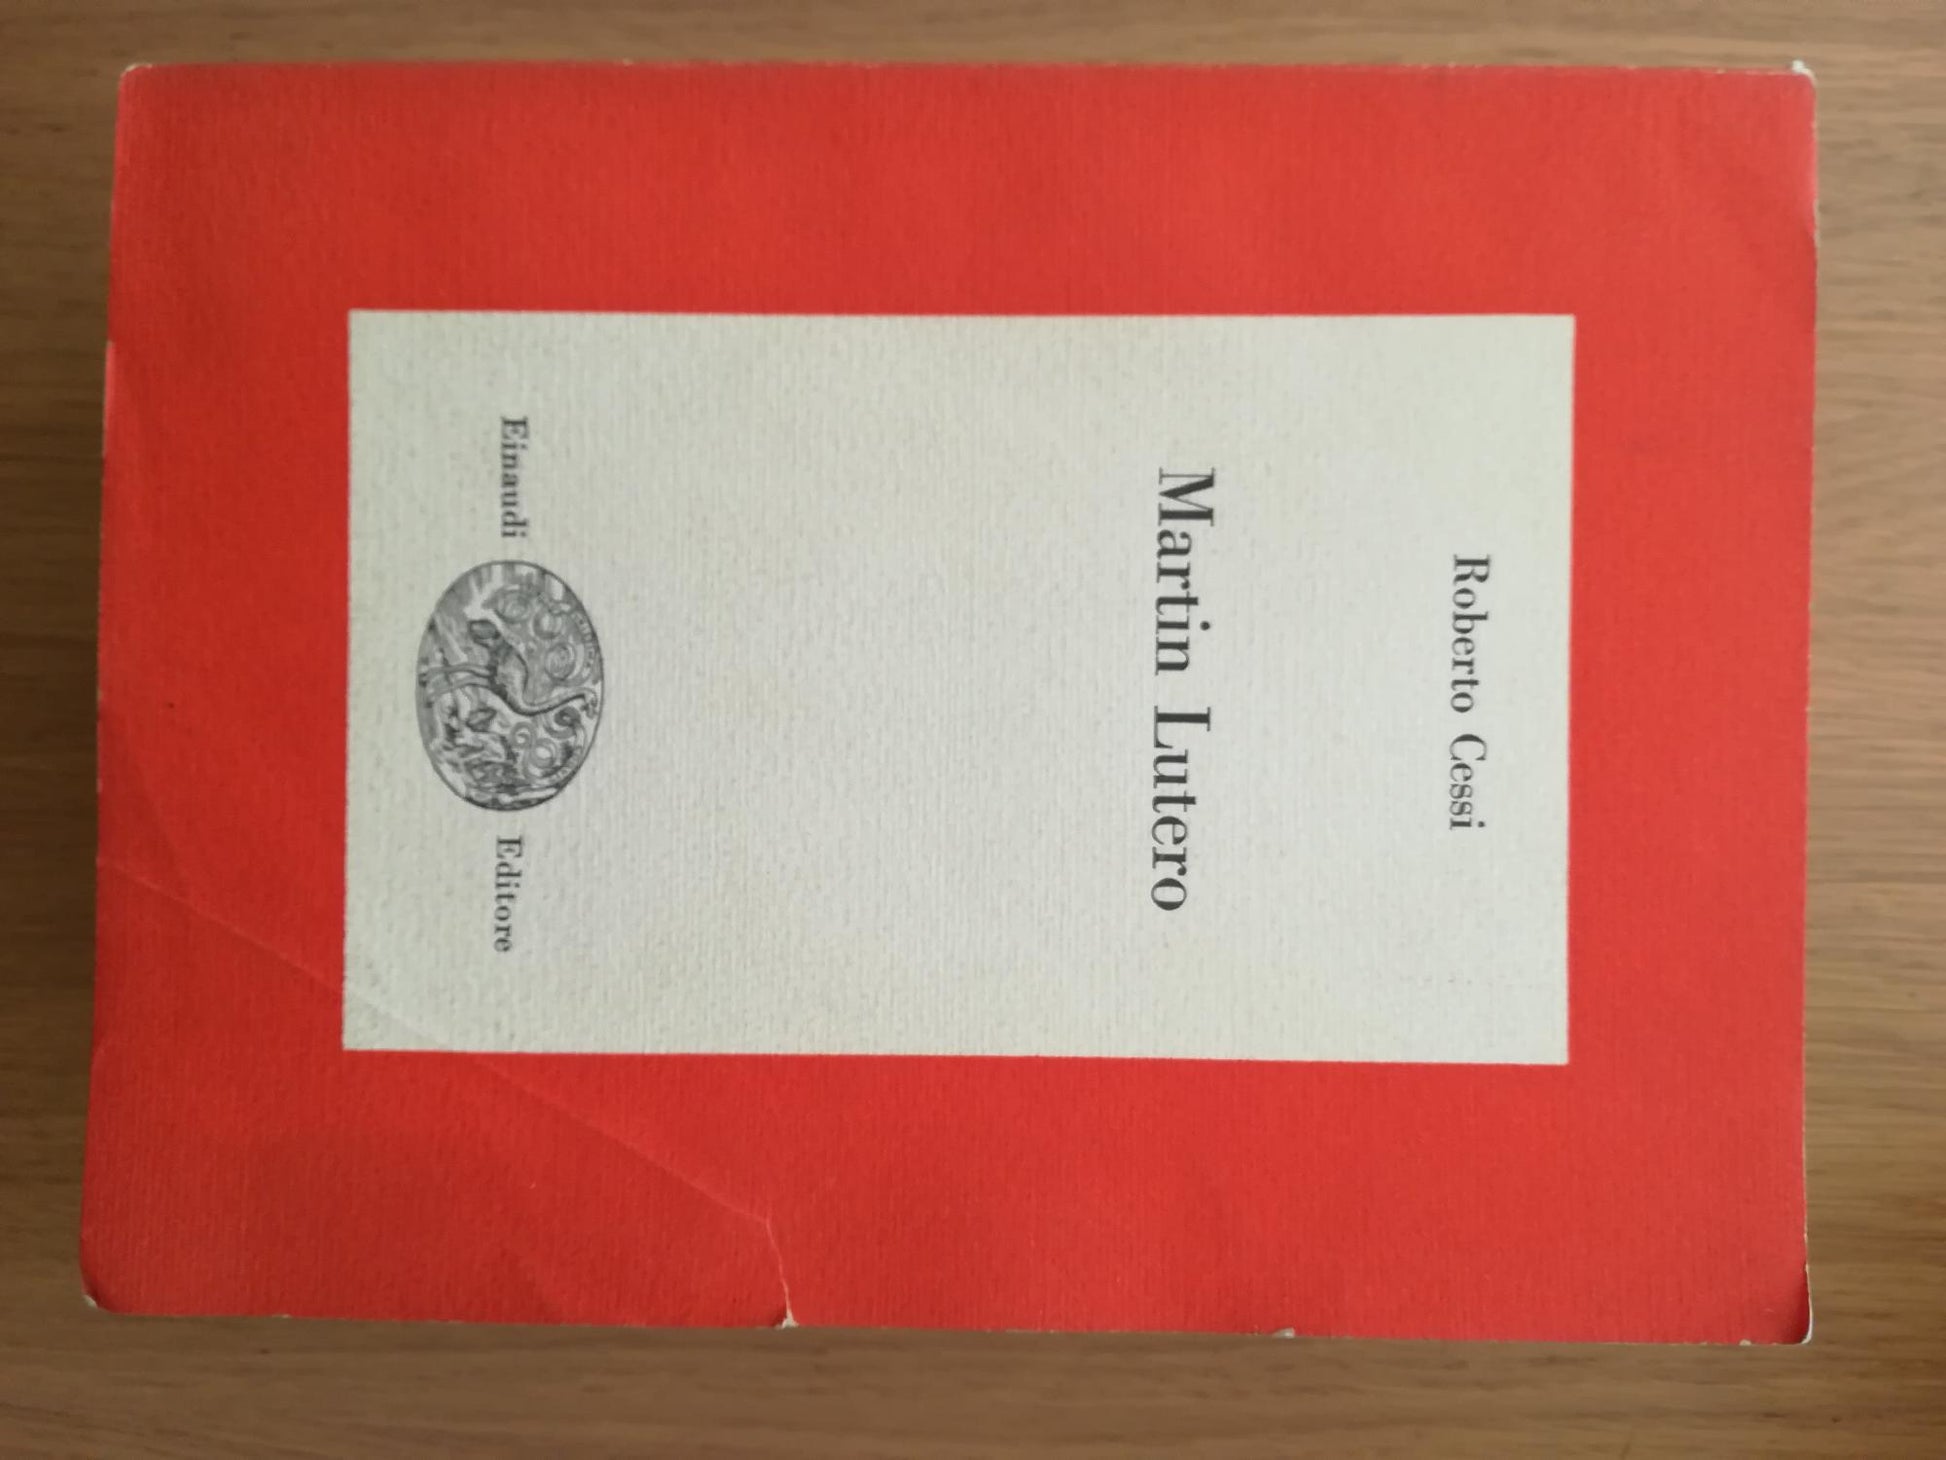 Roberto Cessi
Martin Lutero
Einaudi Editore